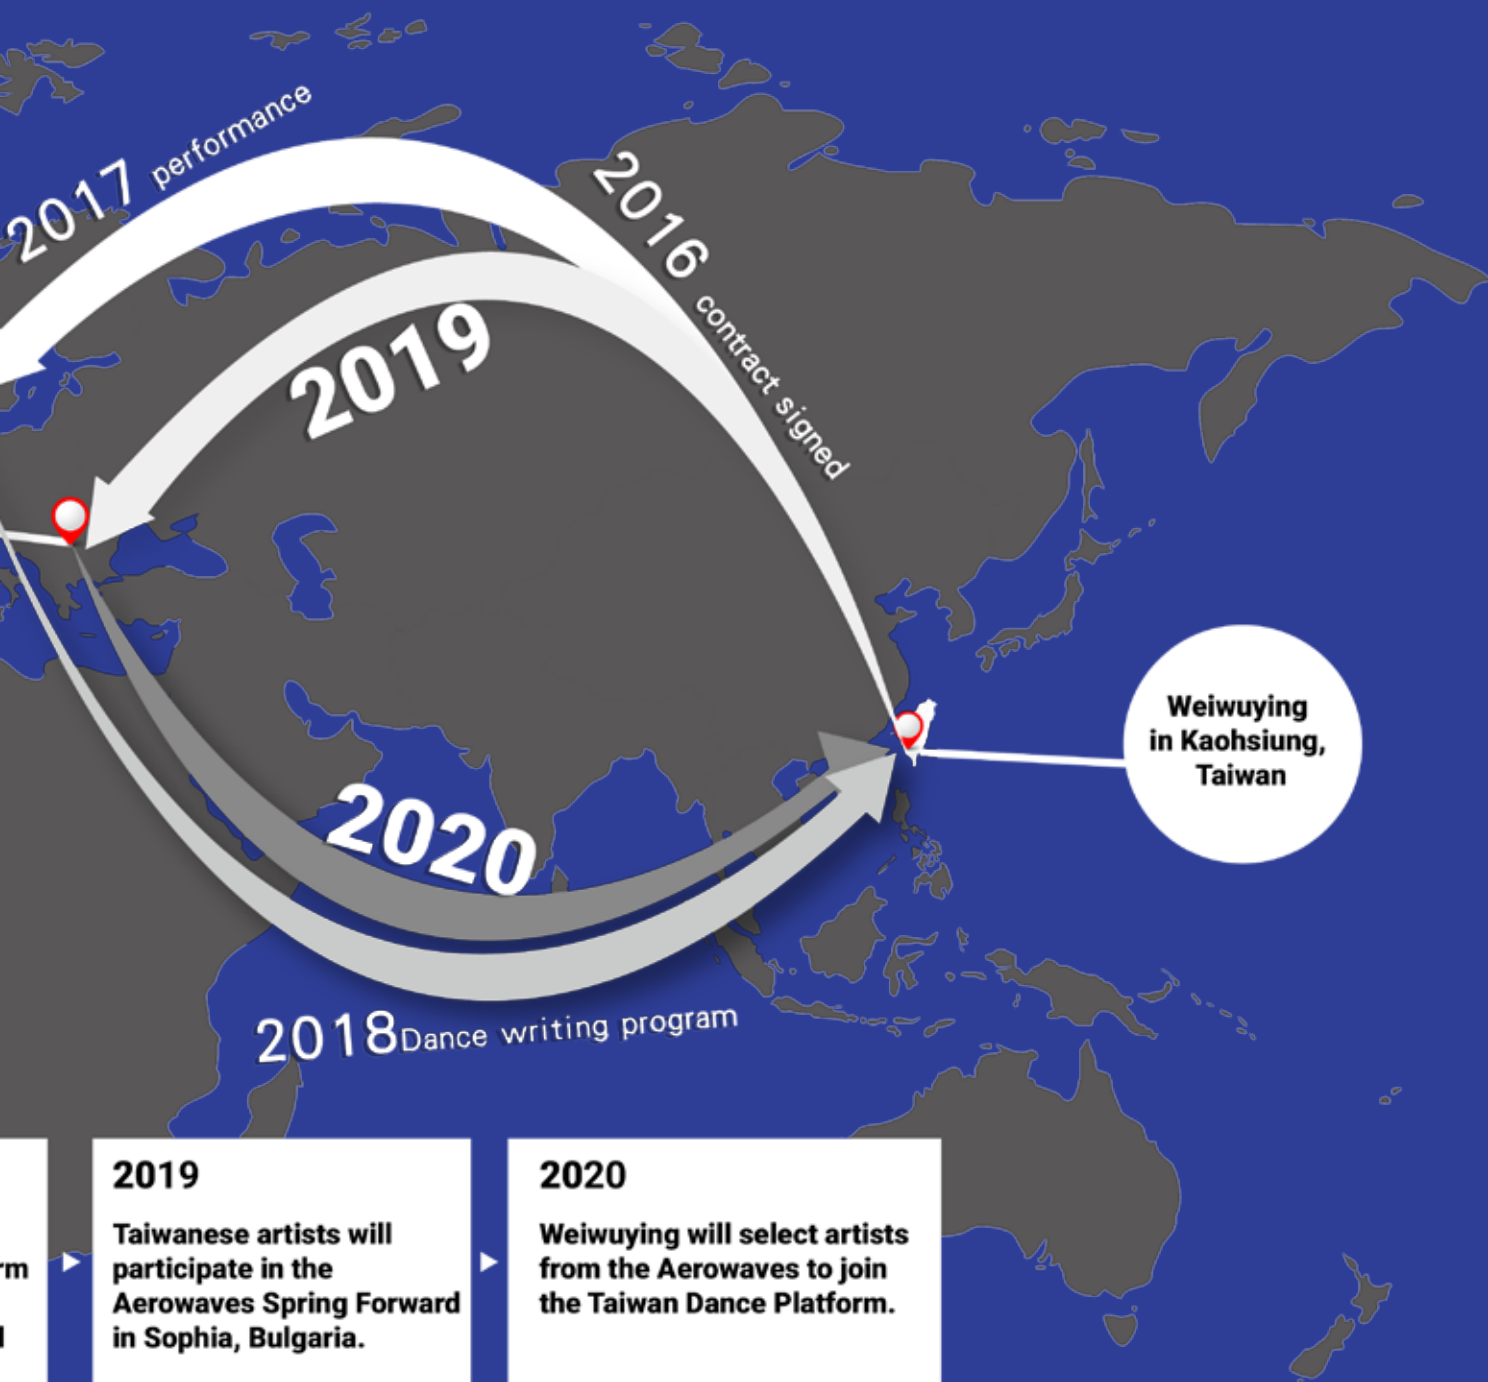 2017 performance
2016 contract signed
2019
Weiwuying
in Kaohsiung,
Taiwan
2020
2018 Dance writing program
rm
2019
Taiwanese artists will
participate in the
Aerowaves Spring Forward
in Sophia, Bulgaria.
2020
Weiwuying will select artists
from the Aerowaves to join
the Taiwan Dance Platform.